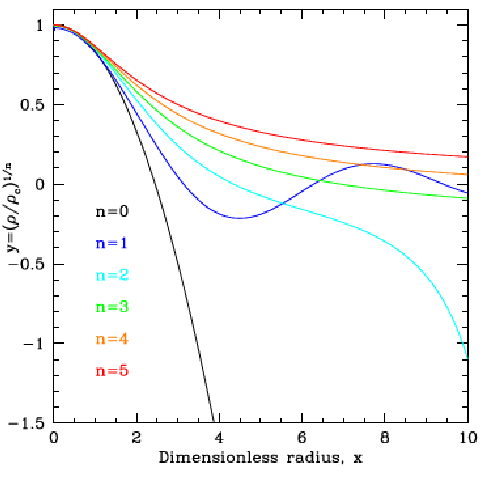 1
0.5
0
−0.5
−1
−1.5
y=(ρ/ρc)^1/n
n=0
n=1
n=2
n=3
n=4
n=5
0 2 4 6 8 10
Dimensionless radius, x